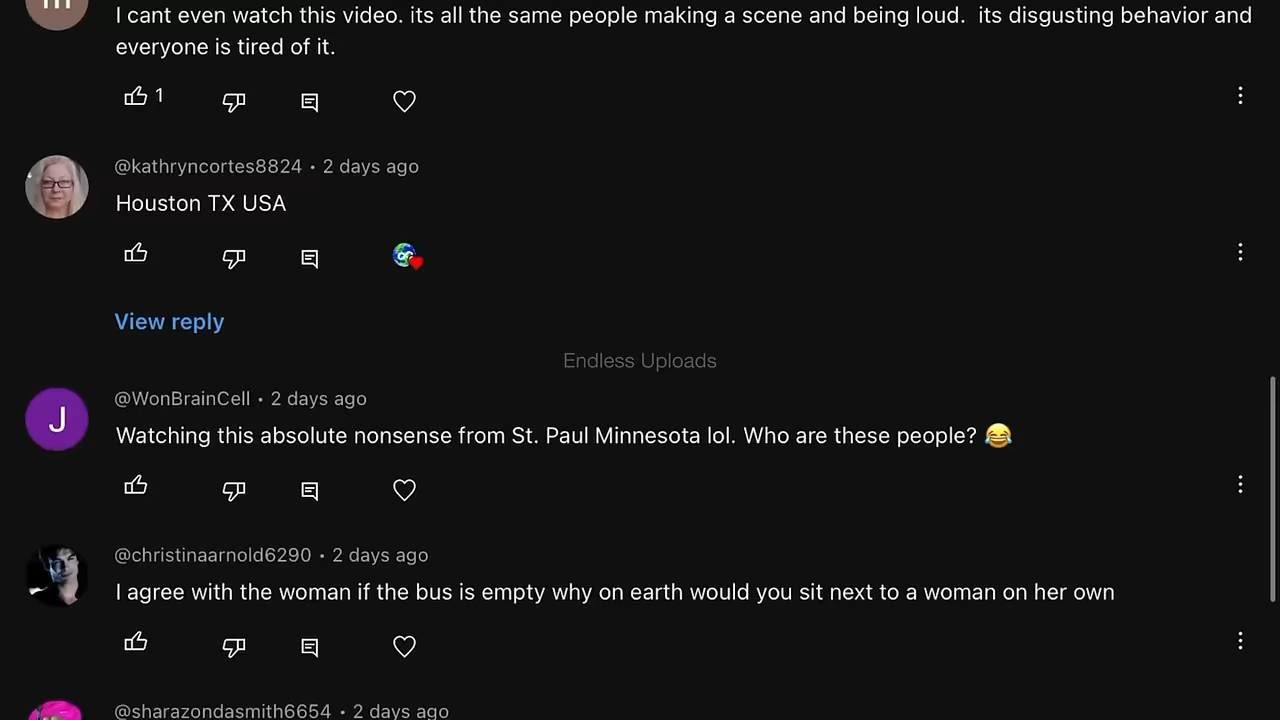 I cant even watch this video. its all the same people making a scene and being loud.  its disgusting behavior and
everyone is tired of it.
1
@kathryncortes8824 • 2 days ago
Houston TX USA
View reply
Endless Uploads
J
@WonBrainCell • 2 days ago
Watching this absolute nonsense from St. Paul Minnesota lol. Who are these people? 😂
@christinaarnold6290 • 2 days ago
I agree with the woman if the bus is empty why on earth would you sit next to a woman on her own
@sharazondasmith6654 • 2 days ago